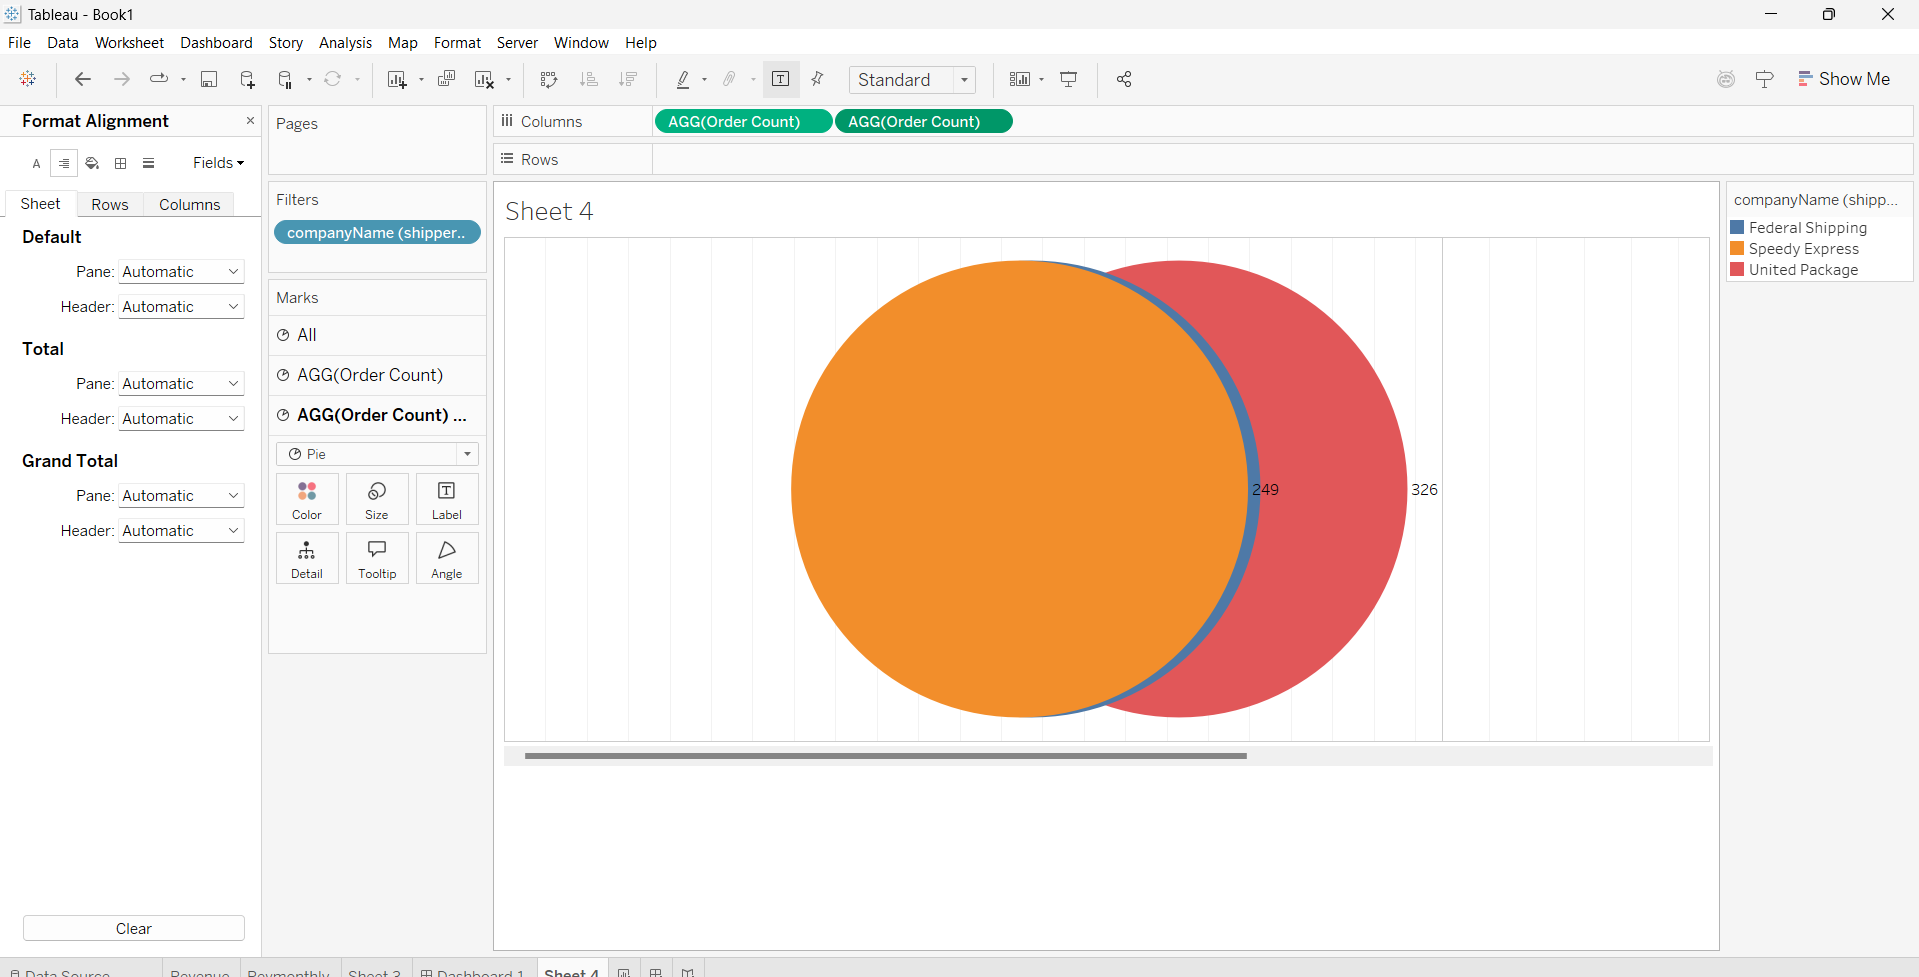 Tableau - Book1
File Data Worksheet Dashboard Story Analysis Map Format Server Window Help
Standard
Show Me
Format Alignment
A
Fields
Sheet Rows Columns
Default
Pane: Automatic
Header: Automatic
Total
Pane: Automatic
Header: Automatic
Grand Total
Pane: Automatic
Header: Automatic
Clear
Pages
Filters
companyName (shipper..
Marks
All
AGG(Order Count)
AGG(Order Count) ...
Pie
Color Size Label
Detail Tooltip Angle
Columns AGG(Order Count) AGG(Order Count)
Rows
Sheet 4
249 326
companyName (shipp...
Federal Shipping
Speedy Express
United Package
Data Source Revenue Revmonthly Sheet 3 Dashboard 1 Sheet 4